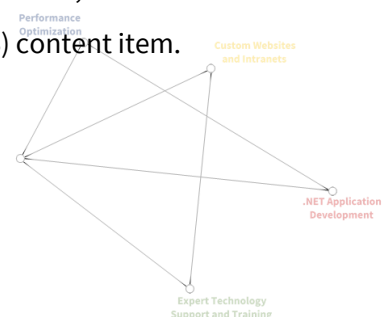 Performance
Optimization
) content item.
Custom Websites
and Intranets
.NET Application
Development
Expert Technology
Support and Training